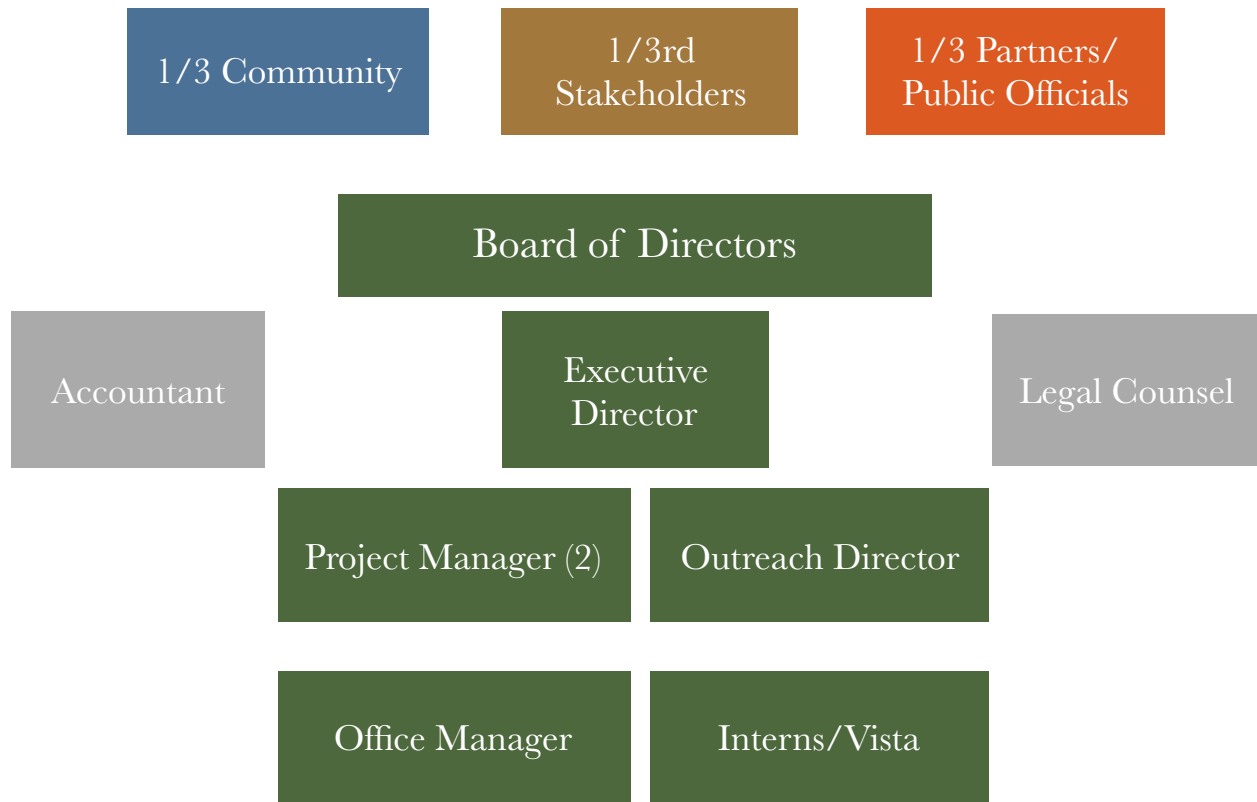 1/3 Community
1/3rd
Stakeholders
1/3 Partners/
Public Officials
Board of Directors
Accountant
Executive
Director
Legal Counsel
Project Manager (2)
Outreach Director
Office Manager
Interns/Vista